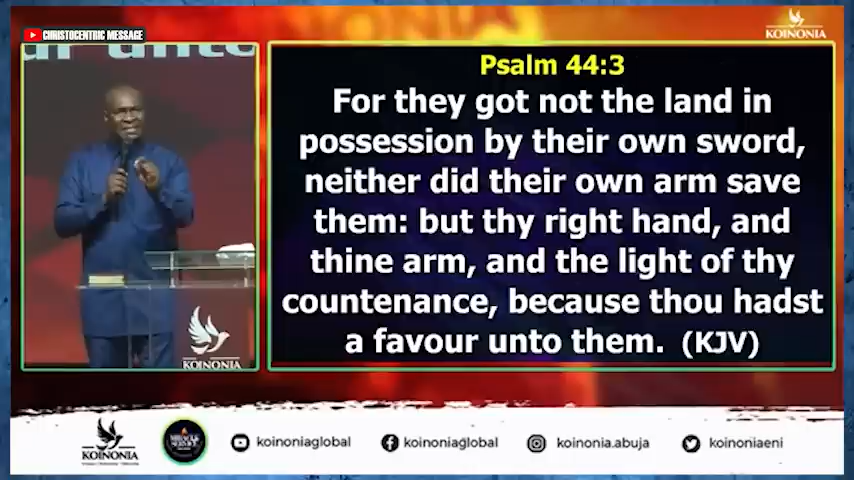 CHRISTOCENTRIC MESSAGE
KOINONIA
Psalm 44:3
For they got not the land in
possession by their own sword,
neither did their own arm save
them: but thy right hand, and
thine arm, and the light of thy
countenance, because thou hadst
a favour unto them. (KJV)
KOINONIA
KOINONIA
MIRACLE
SERVICE
koinoniaglobal
koinoniaglobal
koinonia.abuja
koinoniaeni